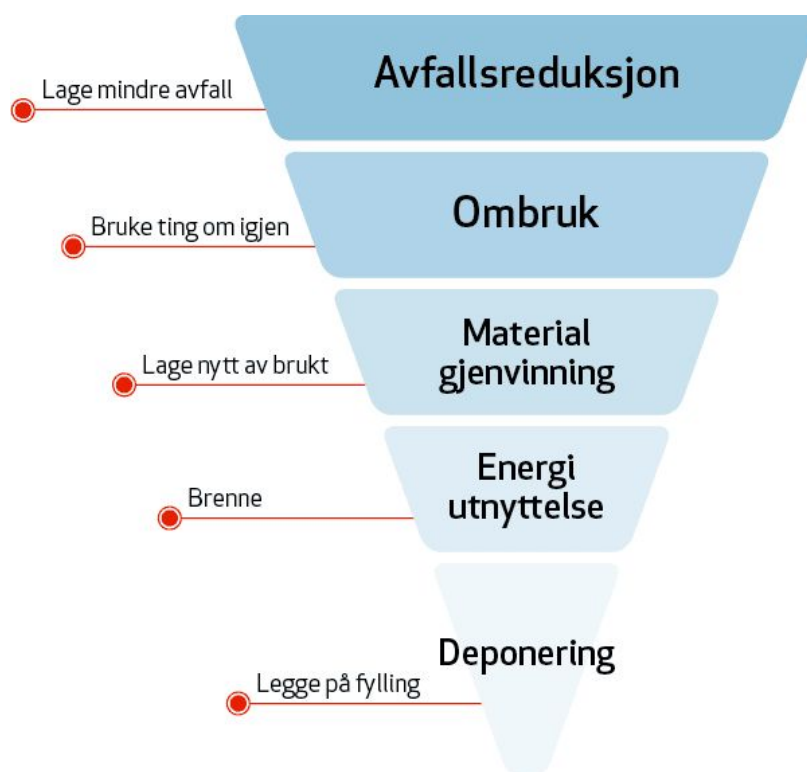 Avfallsreduksjon
Lage mindre avfall
Ombruk
Bruke ting om igjen
Material
gjenvinning
Lage nytt av brukt
Energi
utnyttelse
Brenne
Deponering
Legge på fylling